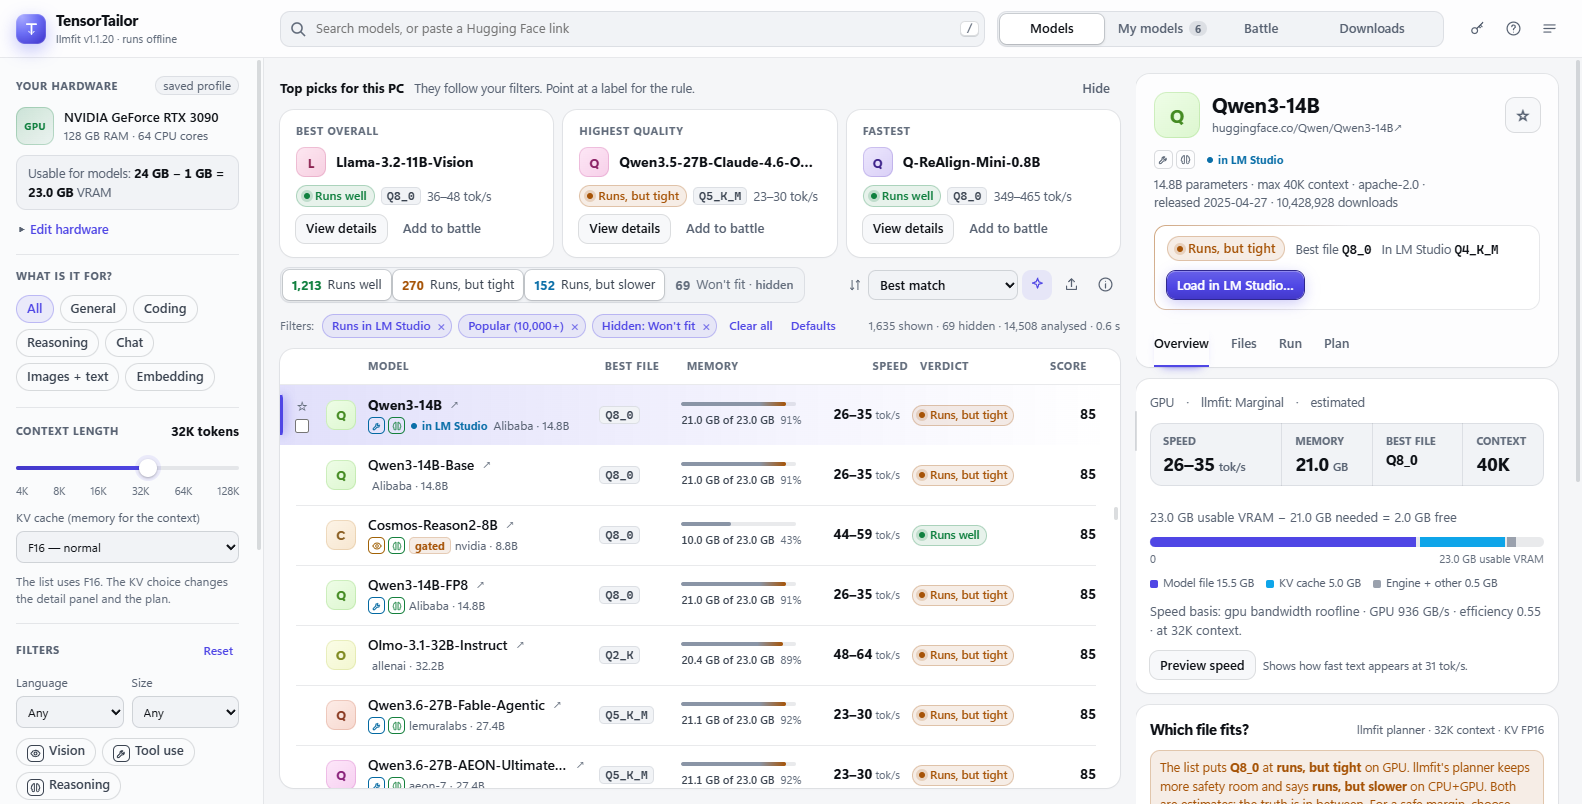 TensorTailor
llmfit v1.1.20 · runs offline
Search models, or paste a Hugging Face link
/
Models
My models 6
Battle
Downloads
YOUR HARDWARE
saved profile
GPU
NVIDIA GeForce RTX 3090
128 GB RAM · 64 CPU cores
Usable for models: 24 GB − 1 GB =
23.0 GB VRAM
▸ Edit hardware
WHAT IS IT FOR?
All
General
Coding
Reasoning
Chat
Images + text
Embedding
CONTEXT LENGTH
32K tokens
4K 8K 16K 32K 64K 128K
KV cache (memory for the context)
F16 — normal
The list uses F16. The KV choice changes
the detail panel and the plan.
FILTERS
Reset
Language
Size
Any
Any
Vision
Tool use
Reasoning
Top picks for this PC They follow your filters. Point at a label for the rule.
Hide
BEST OVERALL
L
Llama-3.2-11B-Vision
Runs well Q8_0 36–48 tok/s
View details
Add to battle
HIGHEST QUALITY
Q
Qwen3.5-27B-Claude-4.6-O...
Runs, but tight Q5_K_M 23–30 tok/s
View details
Add to battle
FASTEST
Q
Q-ReAlign-Mini-0.8B
Runs well Q8_0 349–465 tok/s
View details
Add to battle
1,213 Runs well
270 Runs, but tight
152 Runs, but slower
69 Won't fit · hidden
Best match
Filters:
Runs in LM Studio ×
Popular (10,000+) ×
Hidden: Won't fit ×
Clear all
Defaults
1,635 shown · 69 hidden · 14,508 analysed · 0.6 s
MODEL BEST FILE MEMORY SPEED VERDICT SCORE
Q
Qwen3-14B ↗
in LM Studio Alibaba · 14.8B
Q8_0
21.0 GB of 23.0 GB 91%
26–35 tok/s
Runs, but tight
85
Q
Qwen3-14B-Base ↗
Alibaba · 14.8B
Q8_0
21.0 GB of 23.0 GB 91%
26–35 tok/s
Runs, but tight
85
C
Cosmos-Reason2-8B ↗
gated nvidia · 8.8B
Q8_0
10.0 GB of 23.0 GB 43%
44–59 tok/s
Runs well
85
Q
Qwen3-14B-FP8 ↗
Alibaba · 14.8B
Q8_0
21.0 GB of 23.0 GB 91%
26–35 tok/s
Runs, but tight
85
O
Olmo-3.1-32B-Instruct ↗
allenai · 32.2B
Q2_K
20.4 GB of 23.0 GB 89%
48–64 tok/s
Runs, but tight
85
Q
Qwen3.6-27B-Fable-Agentic ↗
lemuralabs · 27.4B
Q5_K_M
21.1 GB of 23.0 GB 92%
23–30 tok/s
Runs, but tight
85
Q
Qwen3.6-27B-AEON-Ultimate... ↗
aeon-7 · 27.4B
Q5_K_M
21.1 GB of 23.0 GB 92%
23–30 tok/s
Runs, but tight
85
Q
Qwen3-14B
huggingface.co/Qwen/Qwen3-14B↗
in LM Studio
14.8B parameters · max 40K context · apache-2.0 ·
released 2025-04-27 · 10,428,928 downloads
Runs, but tight Best file Q8_0 In LM Studio Q4_K_M
Load in LM Studio...
Overview
Files
Run
Plan
GPU · llmfit: Marginal · estimated
SPEED
26–35 tok/s
MEMORY
21.0 GB
BEST FILE
Q8_0
CONTEXT
40K
23.0 GB usable VRAM − 21.0 GB needed = 2.0 GB free
0
23.0 GB usable VRAM
Model file 15.5 GB KV cache 5.0 GB Engine + other 0.5 GB
Speed basis: gpu bandwidth roofline · GPU 936 GB/s · efficiency 0.55
· at 32K context.
Preview speed
Shows how fast text appears at 31 tok/s.
Which file fits?
llmfit planner · 32K context · KV FP16
The list puts Q8_0 at runs, but tight on GPU. llmfit's planner keeps
more safety room and says runs, but slower on CPU+GPU. Both
are estimates: the truth is in between. For a safe margin, choose